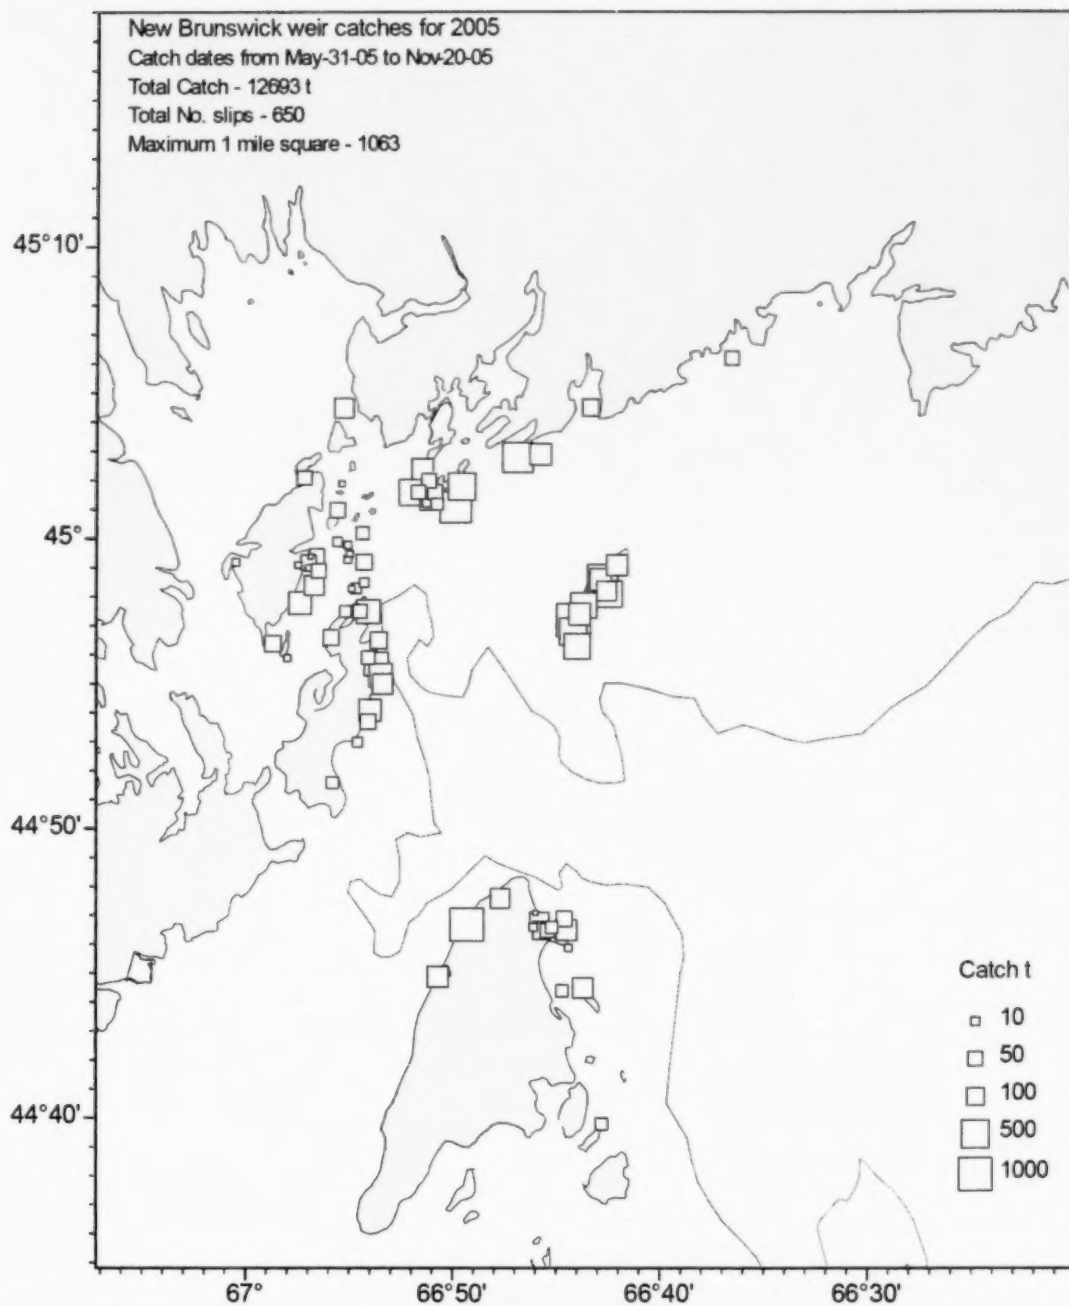 New Brunswick weir catches for 2005
Catch dates from May-31-05 to Nov-20-05
Total Catch - 12693 t
Total No. slips - 650
Maximum 1 mile square - 1063
45°10'
45°
44°50'
44°40'
Catch t
10
50
100
500
1000
67°
66°50'
66°40'
66°30'